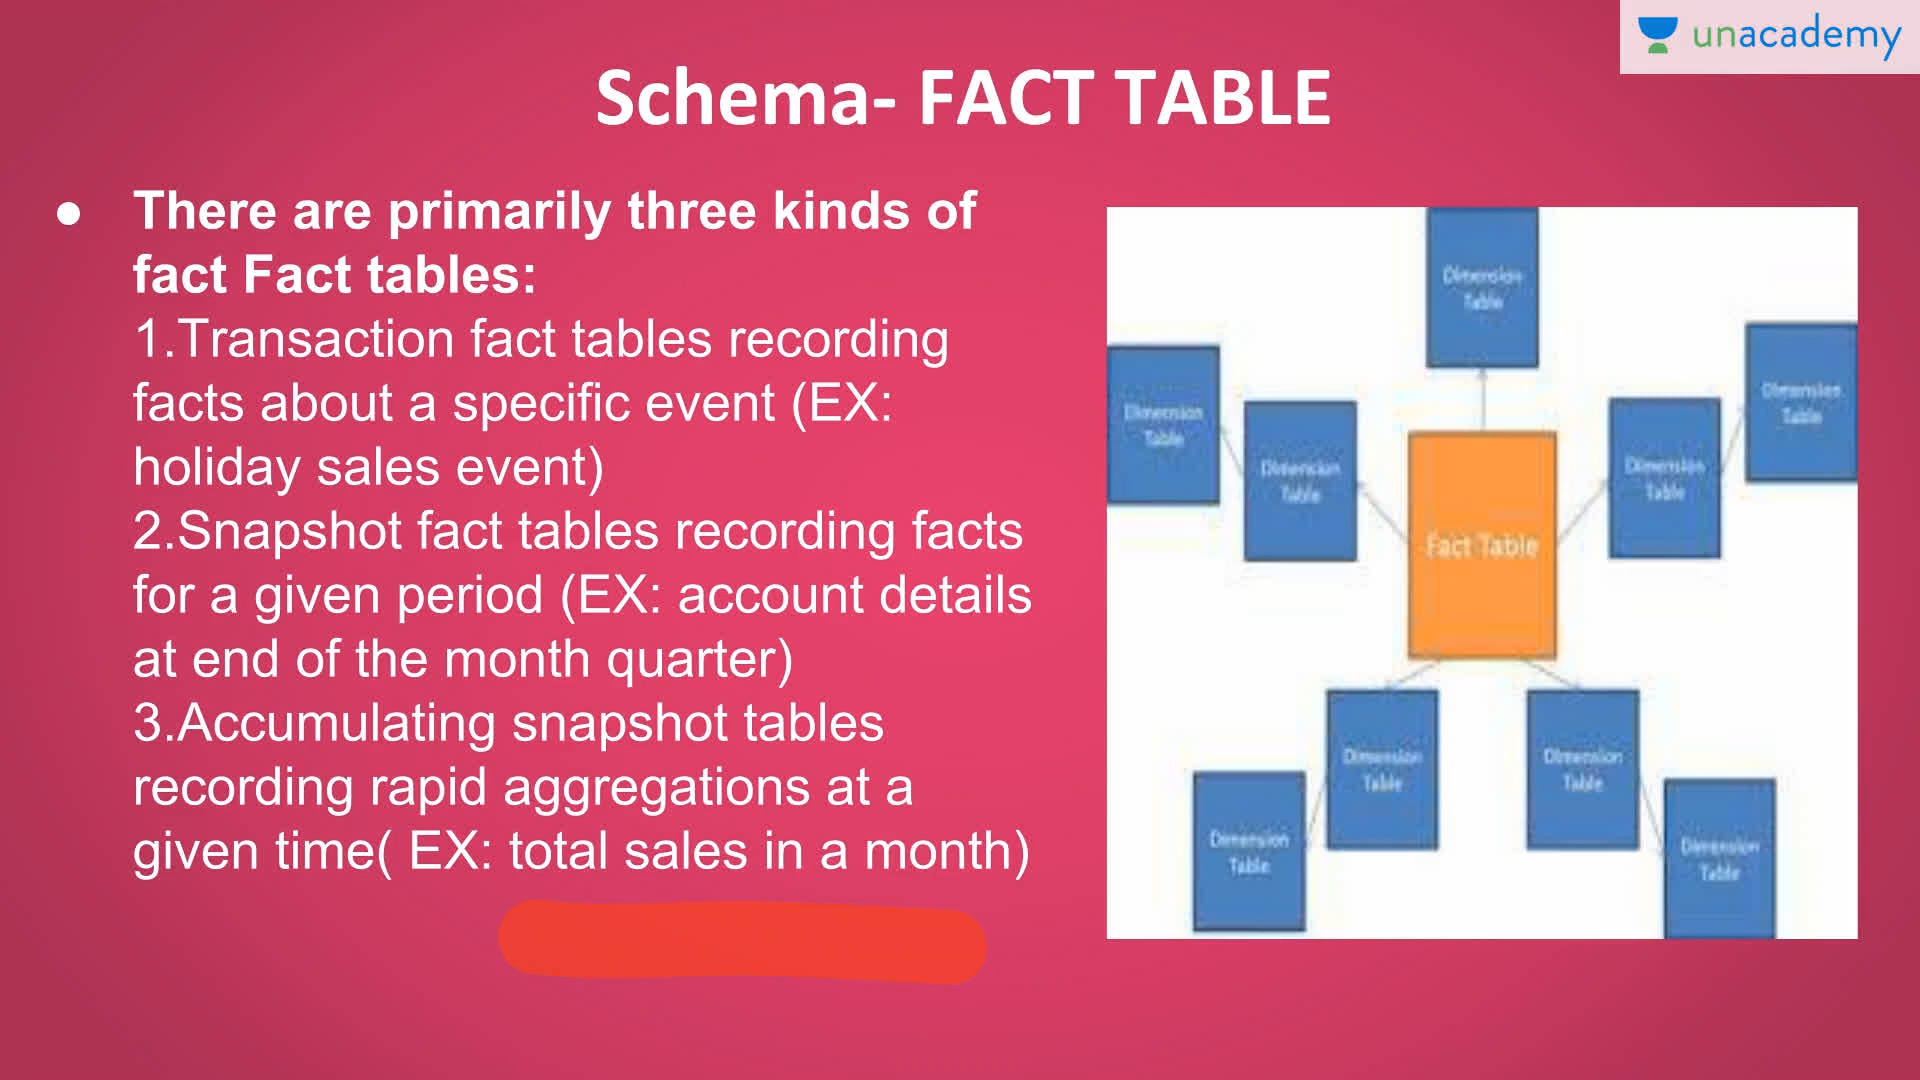 unacademy
Schema- FACT TABLE
● There are primarily three kinds of
fact Fact tables:
1.Transaction fact tables recording
facts about a specific event (EX:
holiday sales event)
2.Snapshot fact tables recording facts
for a given period (EX: account details
at end of the month quarter)
3.Accumulating snapshot tables
recording rapid aggregations at a
given time( EX: total sales in a month)
Dimension
Table
Dimension
Table
Dimension
Table
Dimension
Table
Dimension
Table
Fact Table
Dimension
Table
Dimension
Table
Dimension
Table
Dimension
Table